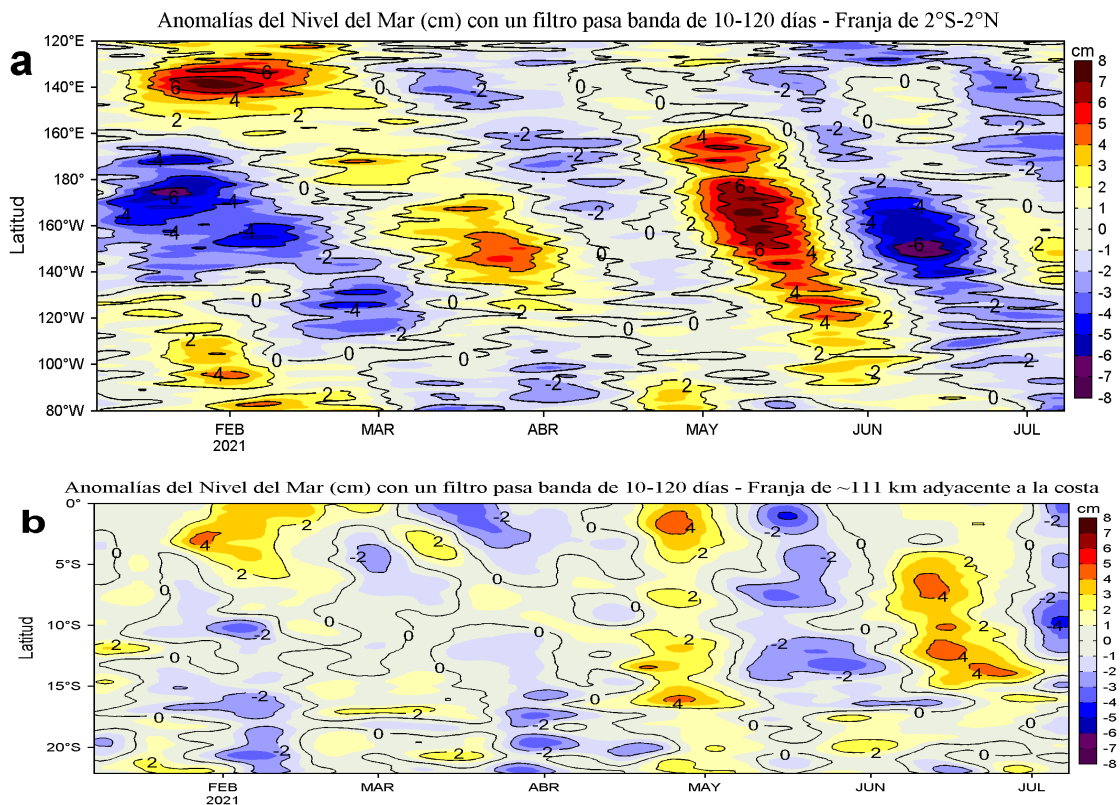 Anomalías del Nivel del Mar (cm) con un filtro pasa banda de 10-120 días - Franja de 2°S-2°N
a
cm
120°E
140°E
160°E
180°
160°W
140°W
120°W
100°W
80°W
Latitud
FEB
2021
MAR
ABR
MAY
JUN
JUL
8
7
6
5
4
3
2
1
0
-1
-2
-3
-4
-5
-6
-7
-8
Anomalías del Nivel del Mar (cm) con un filtro pasa banda de 10-120 días - Franja de ~111 km adyacente a la costa
b
cm
0°
5°S
10°S
15°S
20°S
Latitud
FEB
2021
MAR
ABR
MAY
JUN
JUL
8
7
6
5
4
3
2
1
0
-1
-2
-3
-4
-5
-6
-7
-8